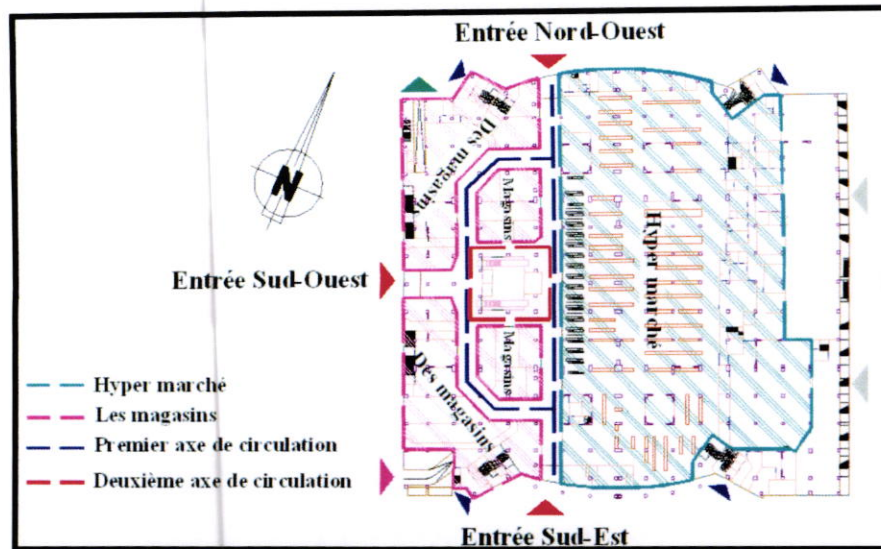 Entrée Nord-Ouest
Des magasins
Magasins
N
Hyper marché
Entrée Sud-Ouest
Magasins
Des magasins
Hyper marché
Les magasins
Premier axe de circulation
Deuxième axe de circulation
Entrée Sud-Est